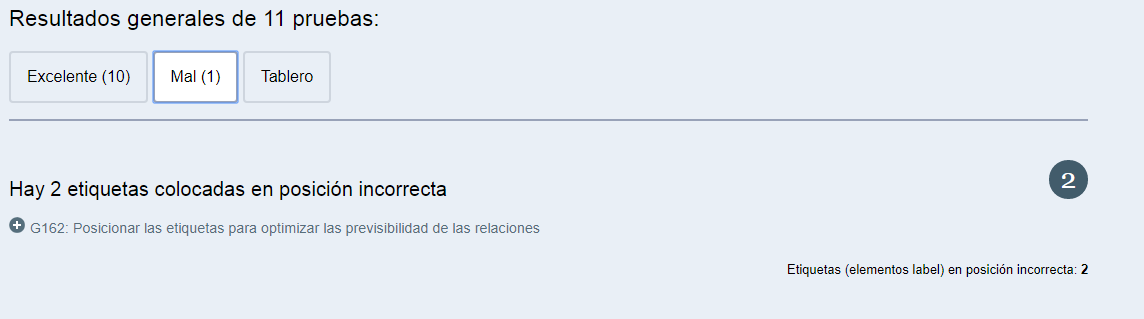 Resultados generales de 11 pruebas:
Excelente (10) Mal (1) Tablero
2
Hay 2 etiquetas colocadas en posición incorrecta
G162: Posicionar las etiquetas para optimizar las previsibilidad de las relaciones
Etiquetas (elementos label) en posición incorrecta: 2